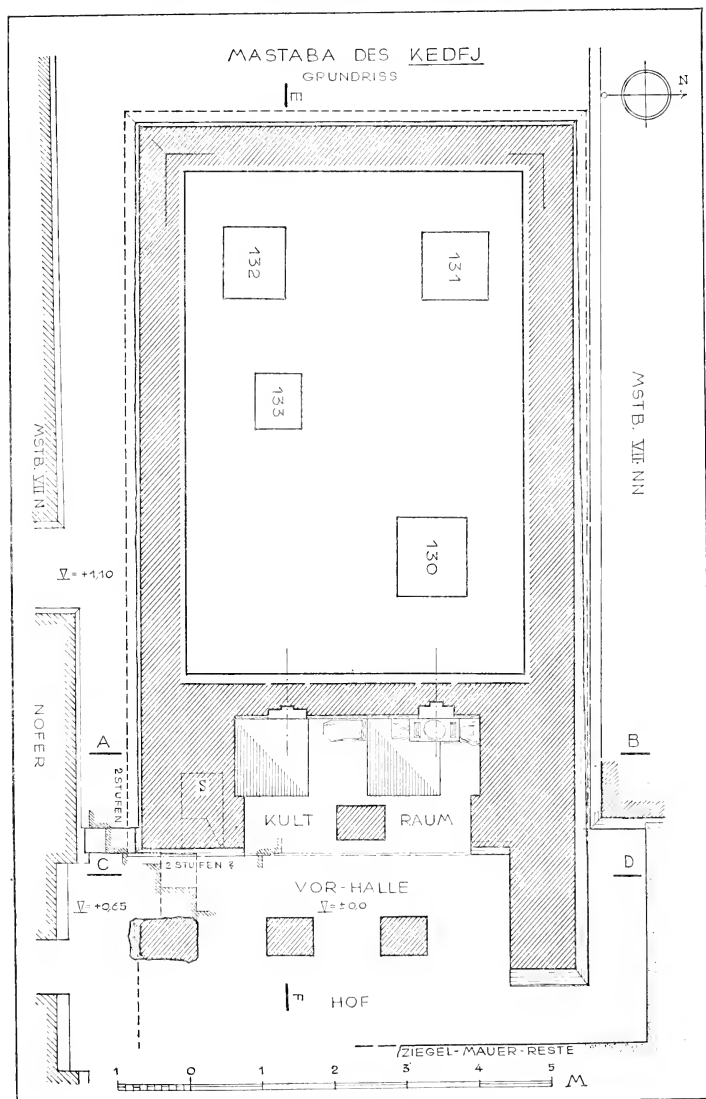 MASTABA DES KEDFJ
GRUNDRISS
E
N
132
131
133
130
MSTB. VII N
MSTB. VII NN
= +1,10
NOFER
A
B
2 STUFEN
S
KULT RAUM
C
2 STUFEN ?
D
VOR-HALLE
= +0,65
= ±0,0
F
HOF
ZIEGEL-MAUER-RESTE
1 0 1 2 3 4 5 M